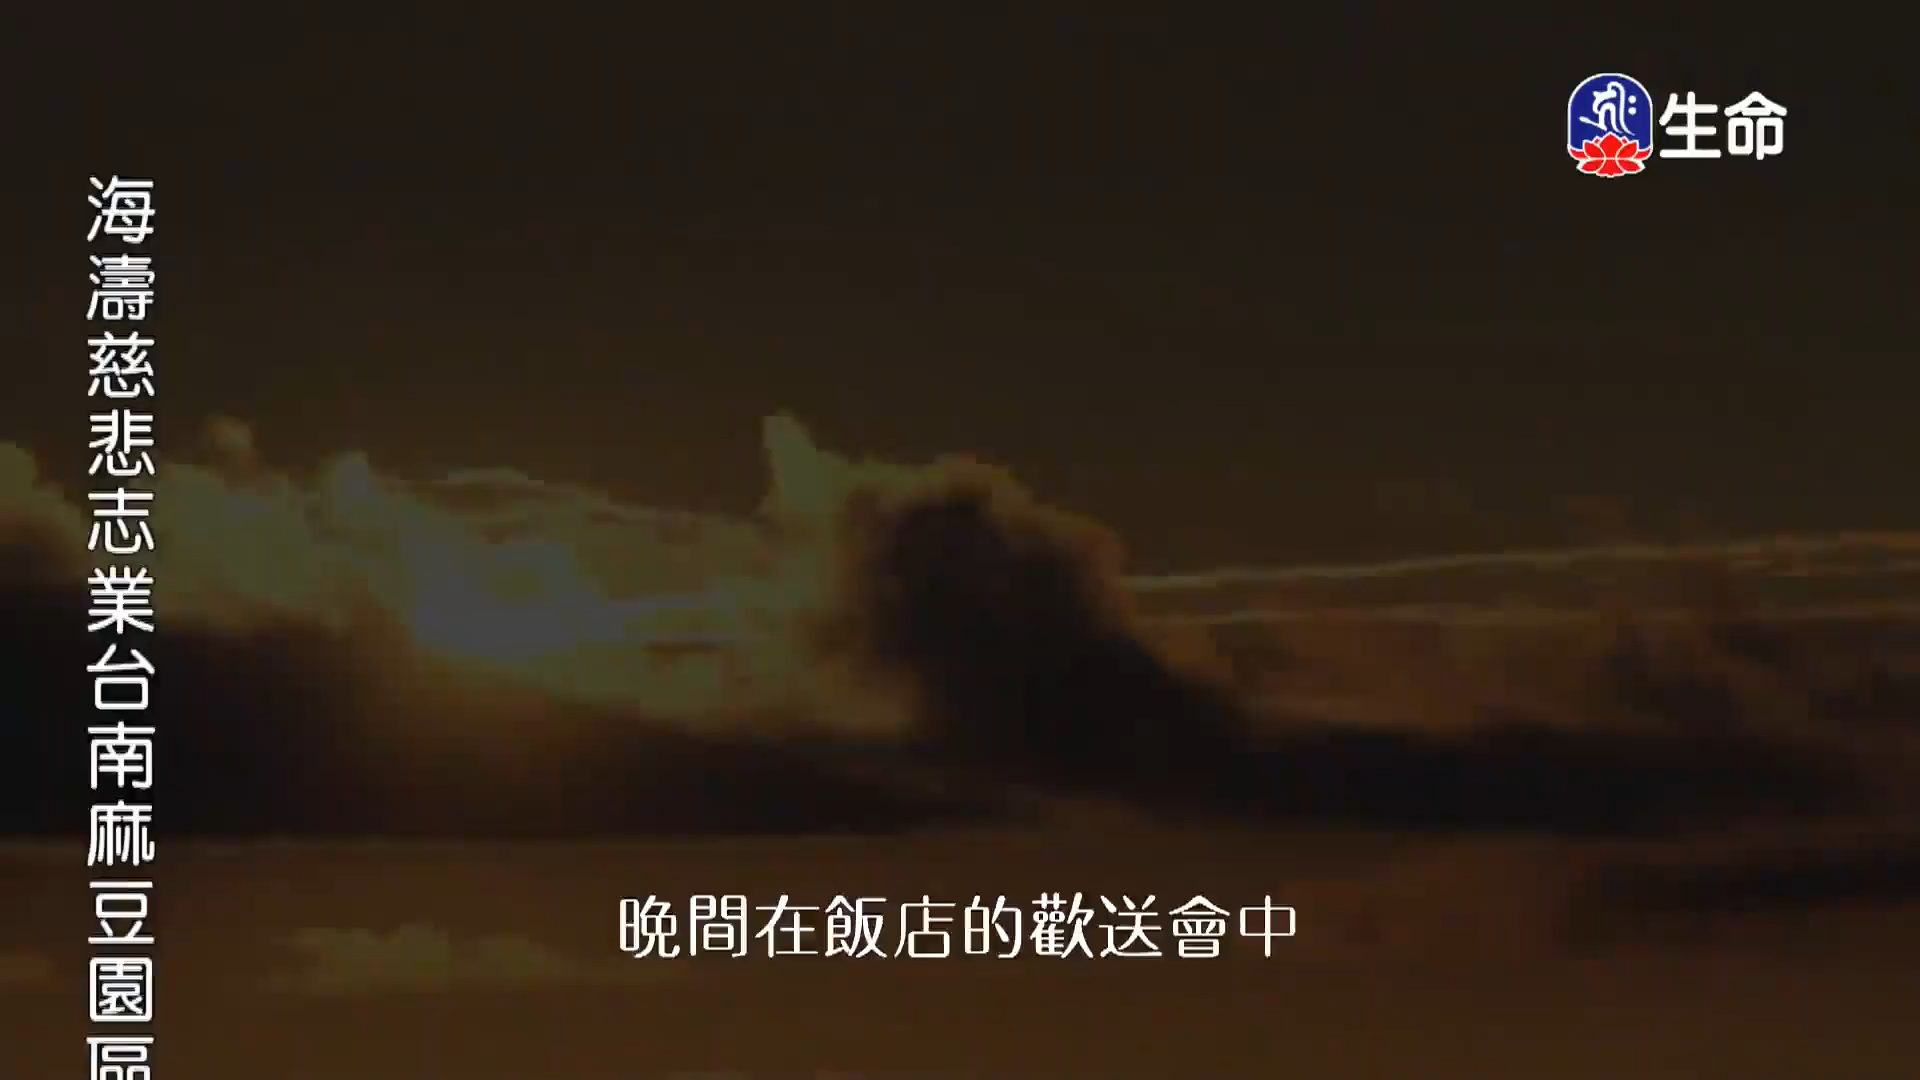 生命
海濤慈悲志業台南麻豆園區
晚間在飯店的歡送會中